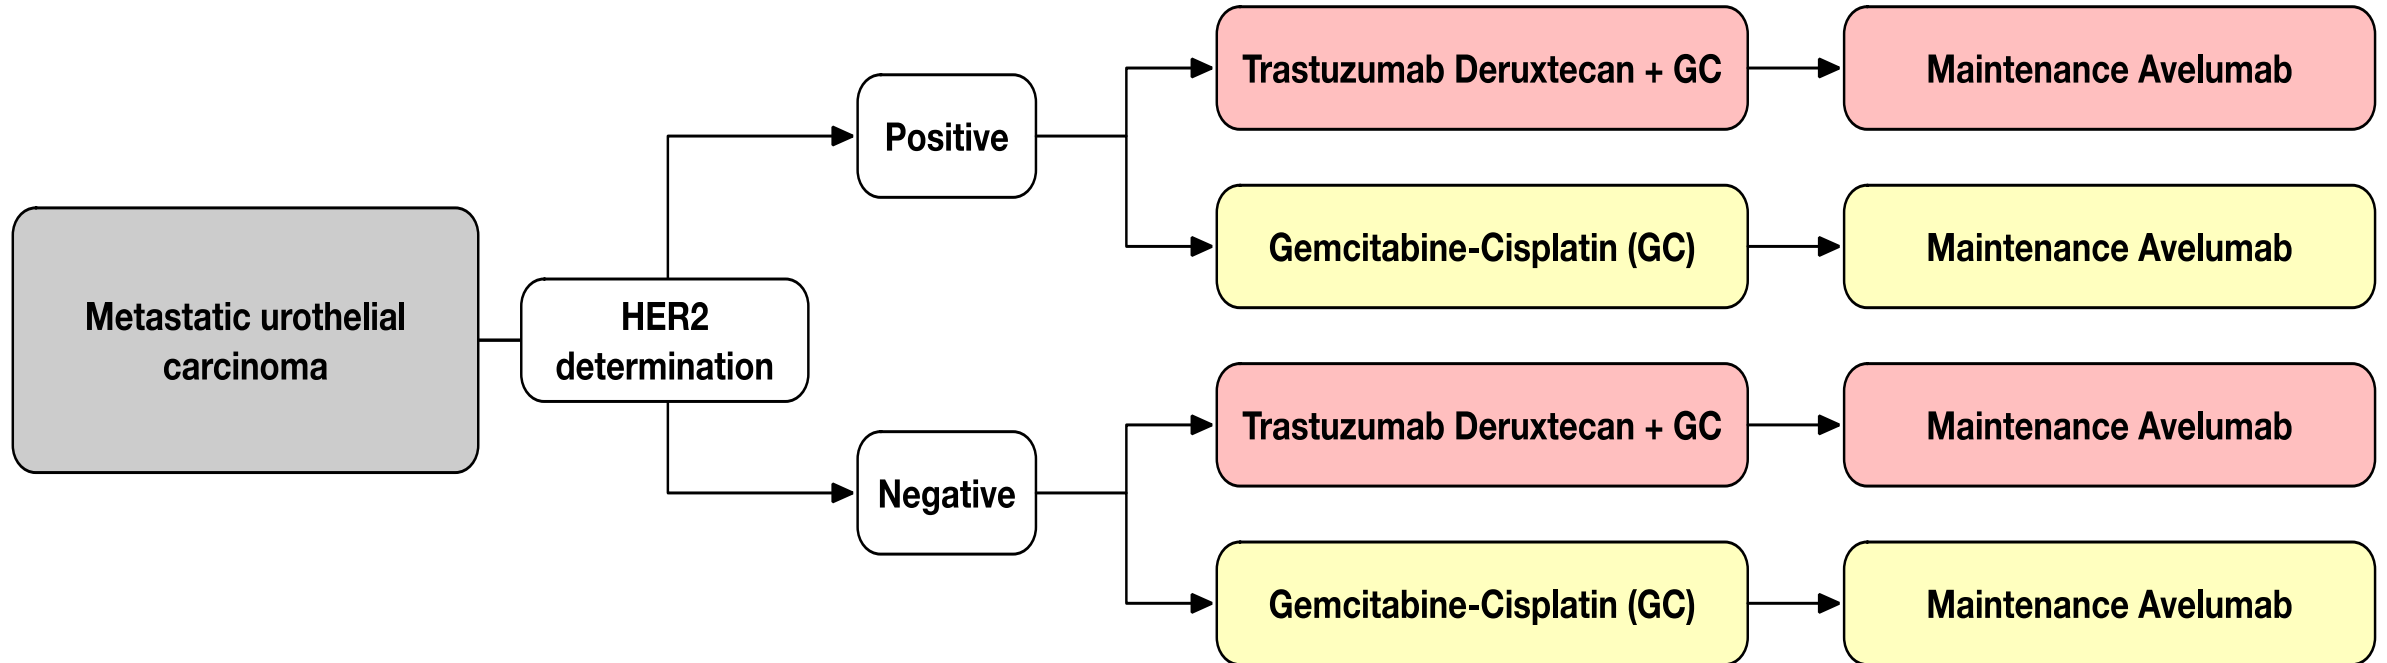 Metastatic urothelial
carcinoma
HER2
determination
Positive
Trastuzumab Deruxtecan + GC
Maintenance Avelumab
Gemcitabine-Cisplatin (GC)
Maintenance Avelumab
Negative
Trastuzumab Deruxtecan + GC
Maintenance Avelumab
Gemcitabine-Cisplatin (GC)
Maintenance Avelumab